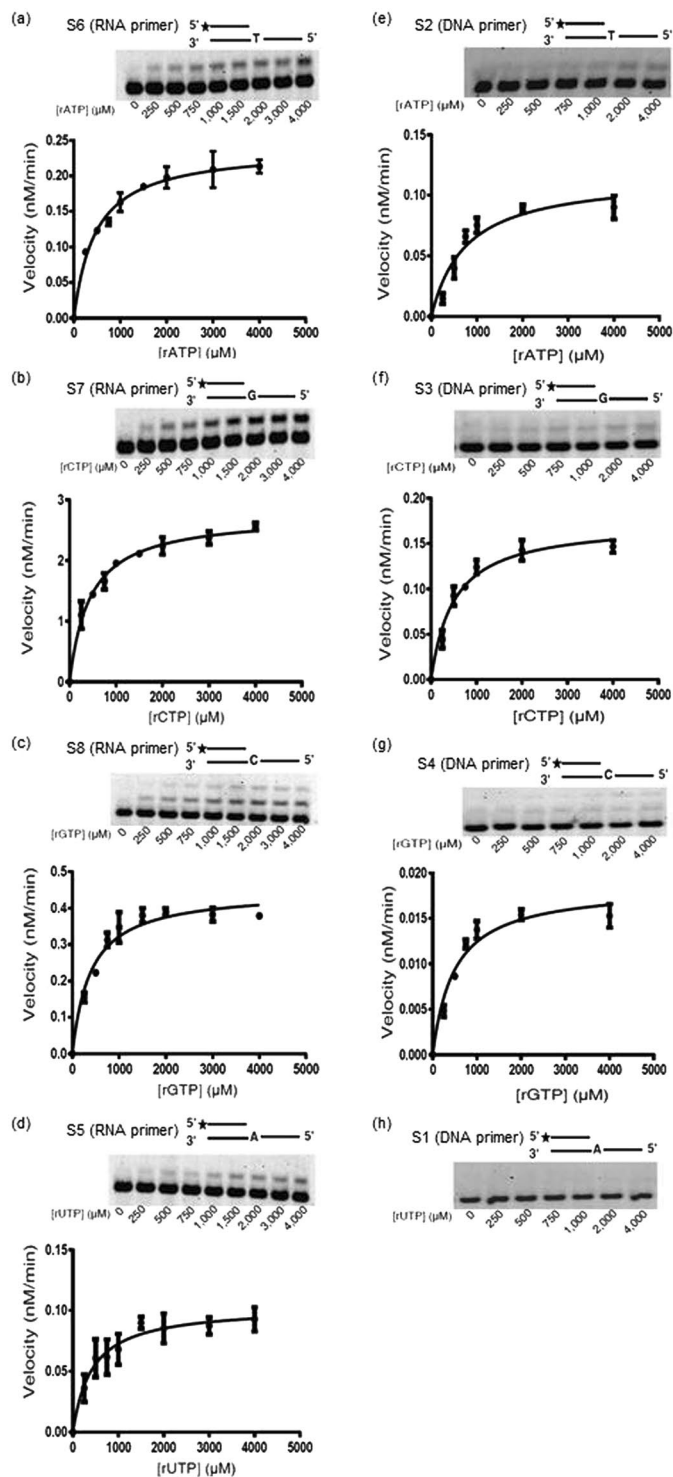 (a)
S6 (RNA primer) 5' ★
3' T 5'
[rATP] (µM) 0 250 500 750 1,000 1,500 2,000 3,000 4,000
Velocity (nM/min)
0.25
0.20
0.15
0.10
0.05
0.00
0 1000 2000 3000 4000 5000
[rATP] (µM)
(b)
S7 (RNA primer) 5' ★
3' G 5'
[rCTP] (µM) 0 250 500 750 1,000 1,500 2,000 3,000 4,000
Velocity (nM/min)
3
2
1
0
0 1000 2000 3000 4000 5000
[rCTP] (µM)
(c)
S8 (RNA primer) 5' ★
3' C 5'
[rGTP] (µM) 0 250 500 750 1,000 1,500 2,000 3,000 4,000
Velocity (nM/min)
0.5
0.4
0.3
0.2
0.1
0.0
0 1000 2000 3000 4000 5000
[rGTP] (µM)
(d)
S5 (RNA primer) 5' ★
3' A 5'
[rUTP] (µM) 0 250 500 750 1,000 1,500 2,000 3,000 4,000
Velocity (nM/min)
0.15
0.10
0.05
0.00
0 1000 2000 3000 4000 5000
[rUTP] (µM)
(e)
S2 (DNA primer) 5' ★
3' T 5'
[rATP] (µM) 0 250 500 750 1,000 2,000 4,000
Velocity (nM/min)
0.15
0.10
0.05
0.00
0 1000 2000 3000 4000 5000
[rATP] (µM)
(f)
S3 (DNA primer) 5' ★
3' G 5'
[rCTP] (µM) 0 250 500 750 1,000 2,000 4,000
Velocity (nM/min)
0.20
0.15
0.10
0.05
0.00
0 1000 2000 3000 4000 5000
[rCTP] (µM)
(g)
S4 (DNA primer) 5' ★
3' C 5'
[rGTP] (µM) 0 250 500 750 1,000 2,000 4,000
Velocity (nM/min)
0.020
0.015
0.010
0.005
0.000
0 1000 2000 3000 4000 5000
[rGTP] (µM)
(h)
S1 (DNA primer) 5' ★
3' A 5'
[rUTP] (µM) 0 250 500 750 1,000 2,000 4,000